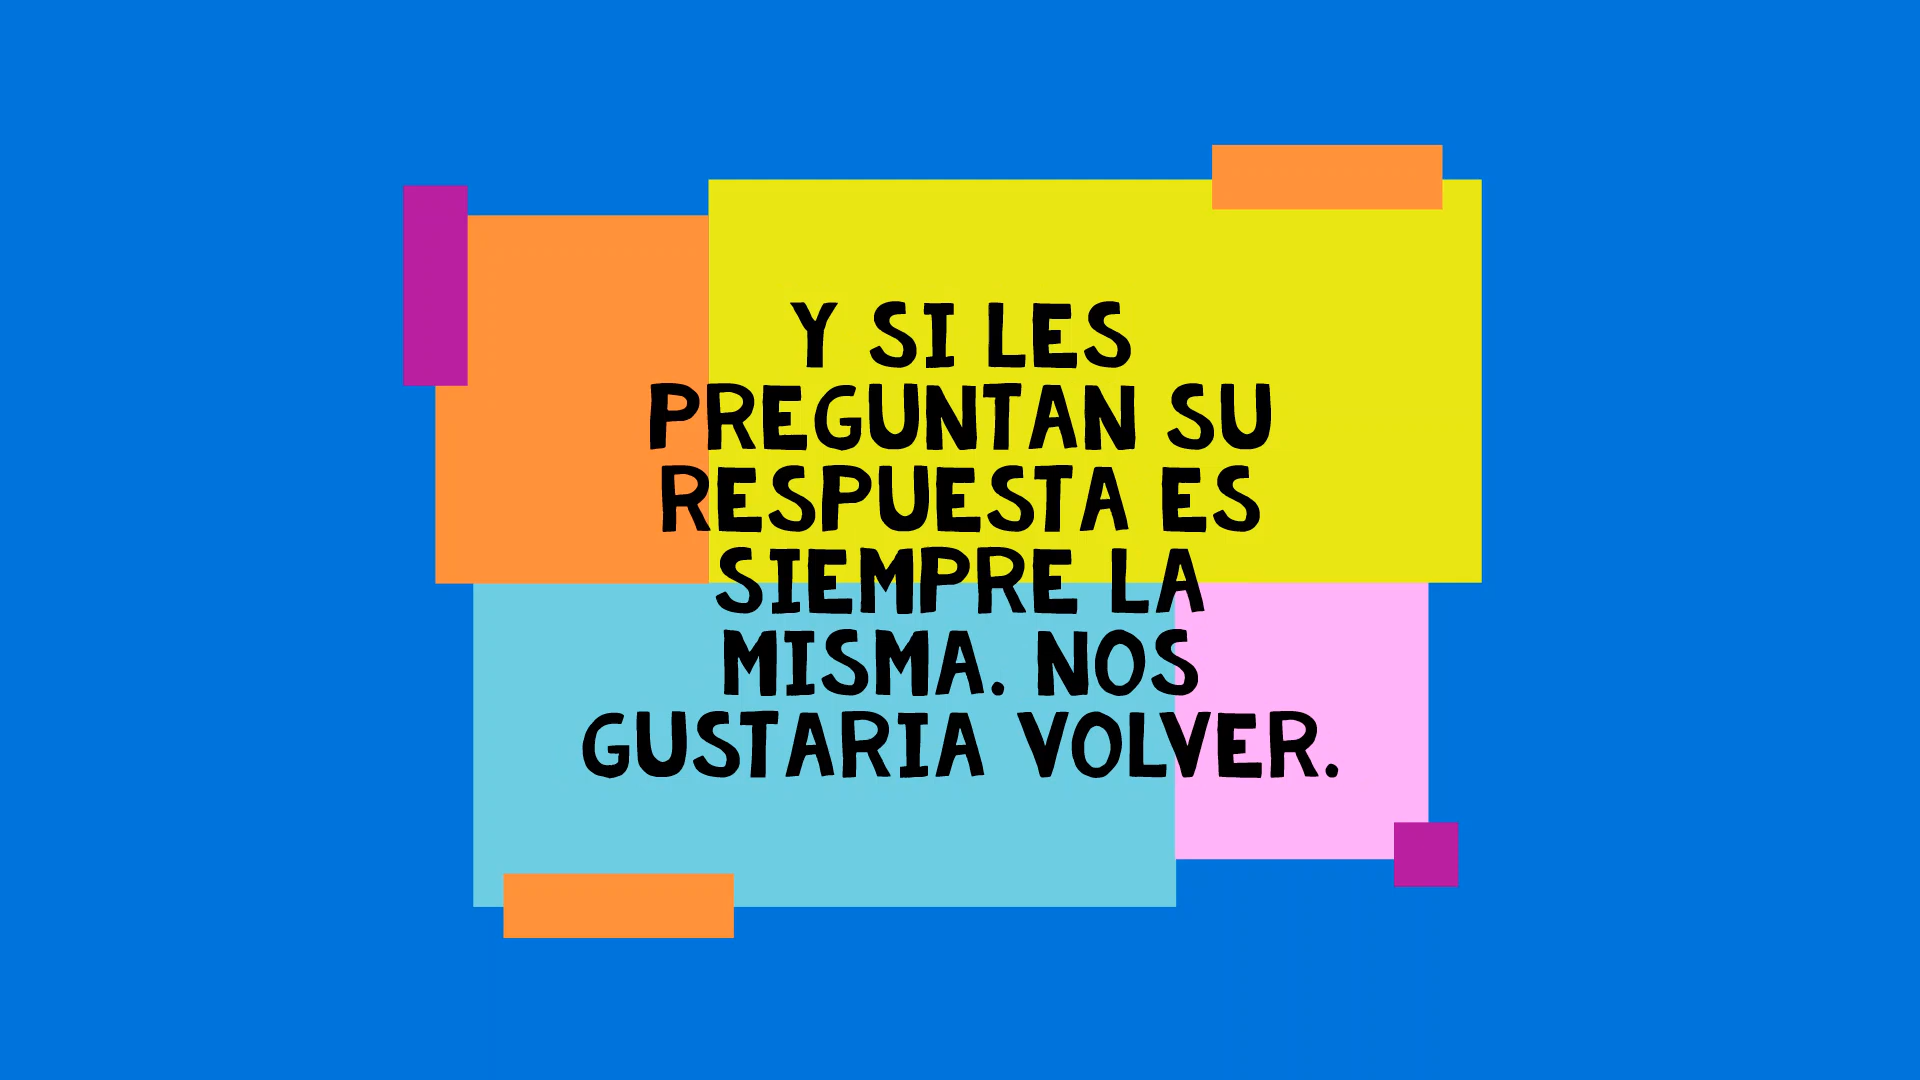 Y SI LES
PREGUNTAN SU
RESPUESTA ES
SIEMPRE LA
MISMA. NOS
GUSTARIA VOLVER.